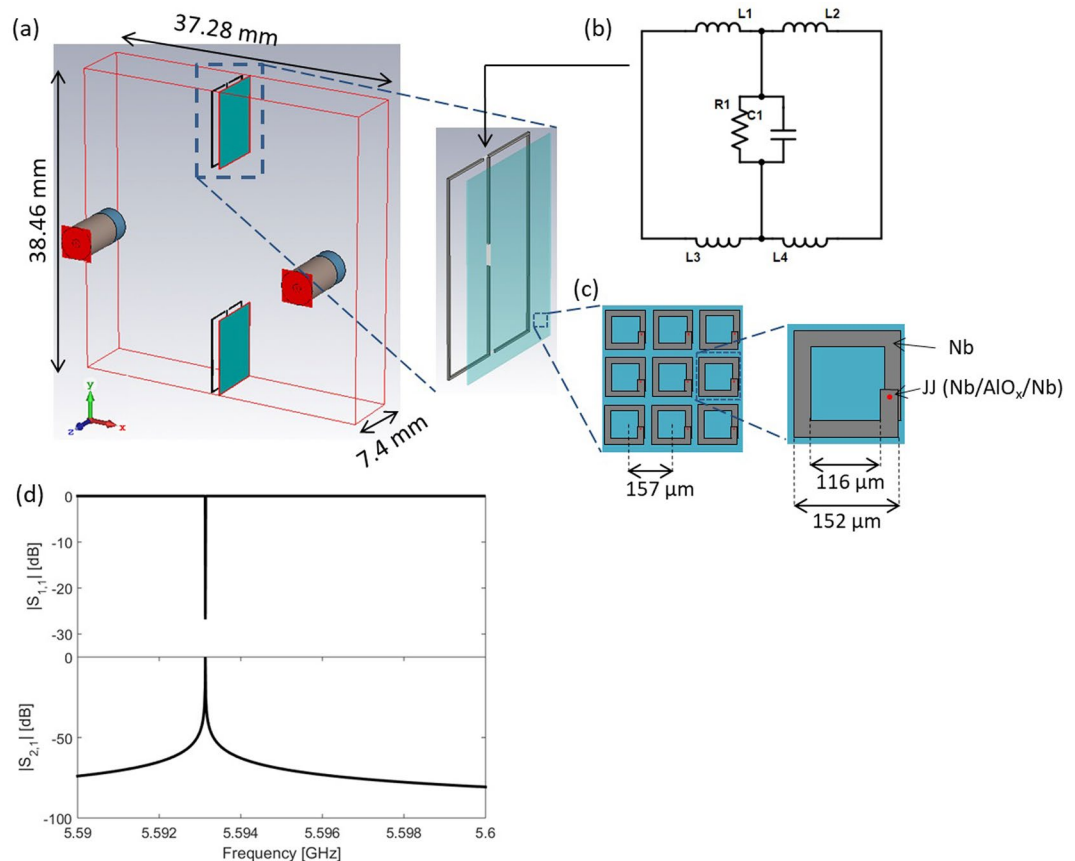 (a)
37.28 mm
38.46 mm
7.4 mm
y
z
x
(b)
L1
L2
R1
C1
L3
L4
(c)
157 μm
Nb
JJ (Nb/AlOx/Nb)
116 μm
152 μm
(d)
|S1,1| [dB]
0
-10
-20
-30
|S2,1| [dB]
0
-50
-100
5.59 5.592 5.594 5.596 5.598 5.6
Frequency [GHz]